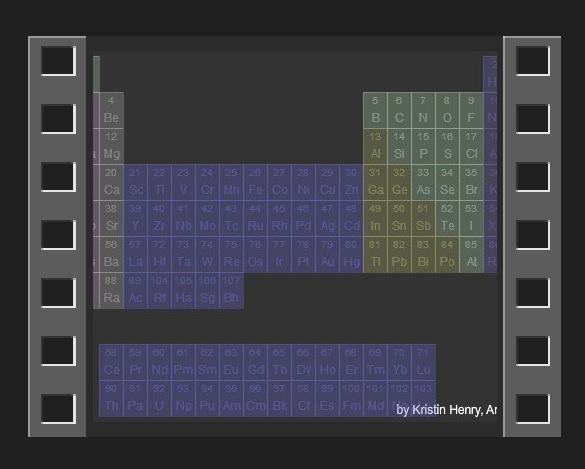 2
H
5 6 7 8 9
4 B C N O F
Be
12 13 14 15 16 17
Mg Al Si P S Cl
20 21 22 23 24 25 26 27 28 29 30 31 32 33 34 35
Ca Sc Ti V Cr Mn Fe Co Ni Cu Zn Ga Ge As Se Br
38 39 40 41 42 43 44 45 46 47 48 49 50 51 52 53
Sr Y Zr Nb Mo Tc Ru Rh Pd Ag Cd In Sn Sb Te I
56 57 72 73 74 75 76 77 78 79 80 81 82 83 84 85
Ba La Hf Ta W Re Os Ir Pt Au Hg Tl Pb Bi Po At
88 89 104 105 106 107
Ra Ac Rf Ha Sg Bh
58 59 60 61 62 63 64 65 66 67 68 69 70 71
Ce Pr Nd Pm Sm Eu Gd Tb Dy Ho Er Tm Yb Lu
90 91 92 93 94 95 96 97 98 99 100 101 102 103
Th Pa U Np Pu Am Cm Bk Cf Es Fm Md
by Kristin Henry, Ar